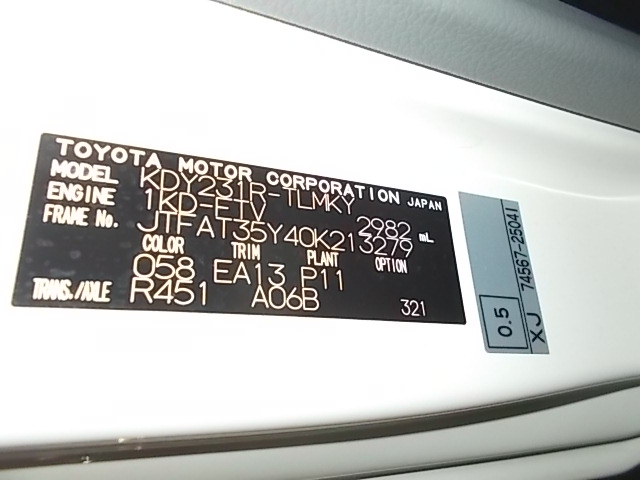 TOYOTA MOTOR CORPORATION JAPAN
MODEL KDY231R-TLMKY
ENGINE 1KD-FTV 2982 mL
FRAME No. JTFAT35Y40K213279
COLOR TRIM PLANT OPTION
058 EA13 P11
TRANS./AXLE R451 A06B 321
74567-25041
0.5 XJ